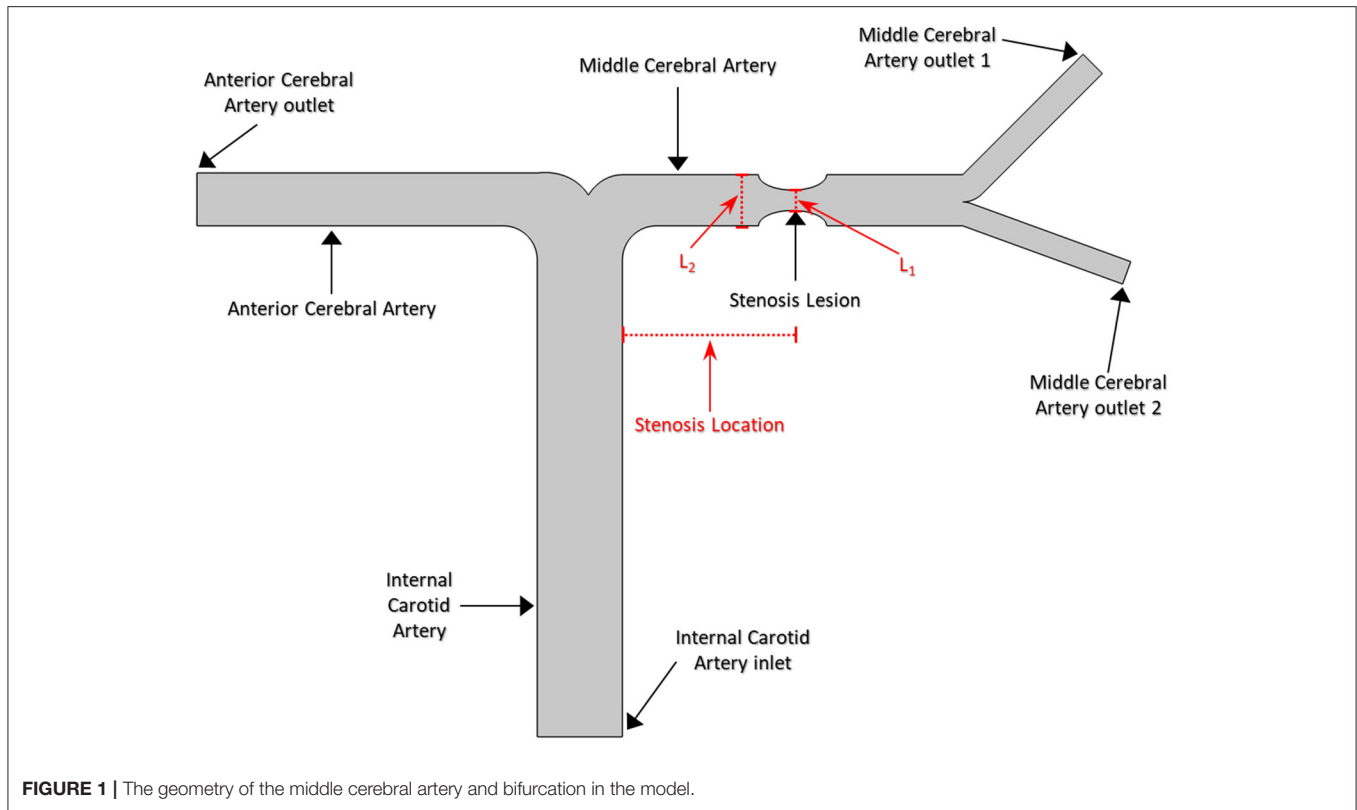 Middle Cerebral
Artery outlet 1
Anterior Cerebral
Artery outlet
Middle Cerebral Artery
L2
L1
Anterior Cerebral Artery
Stenosis Lesion
Middle Cerebral
Artery outlet 2
Stenosis Location
Internal
Carotid
Artery
Internal Carotid
Artery inlet
FIGURE 1 | The geometry of the middle cerebral artery and bifurcation in the model.